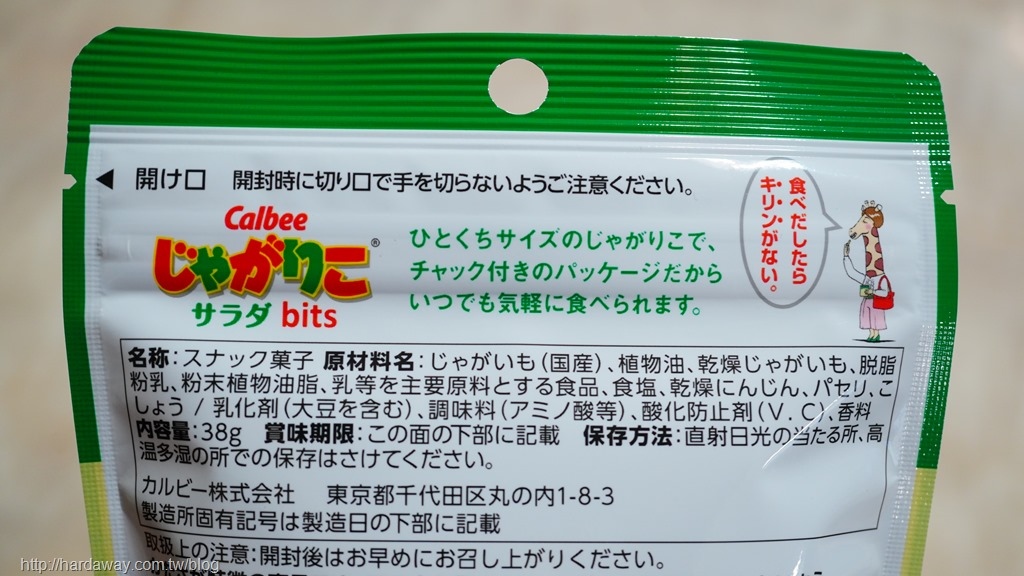 ◀ 開け口 開封時に切り口で手を切らないようご注意ください。
Calbee
じゃがりこ®
サラダ bits
ひとくちサイズのじゃがりこで、
チャック付きのパッケージだから
いつでも気軽に食べられます。
食べだしたら
キリンがない。
名称:スナック菓子 原材料名:じゃがいも(国産)、植物油、乾燥じゃがいも、脱脂
粉乳、粉末植物油脂、乳等を主要原料とする食品、食塩、乾燥にんじん、パセリ、こ
しょう / 乳化剤(大豆を含む)、調味料(アミノ酸等)、酸化防止剤(V.C)、香料
内容量:38g 賞味期限:この面の下部に記載 保存方法:直射日光の当たる所、高
温多湿の所での保存はさけてください。
カルビー株式会社 東京都千代田区丸の内1-8-3
製造所固有記号は製造日の下部に記載
取扱上の注意:開封後はお早めにお召し上がりください。
http://hardaway.com.tw/blog